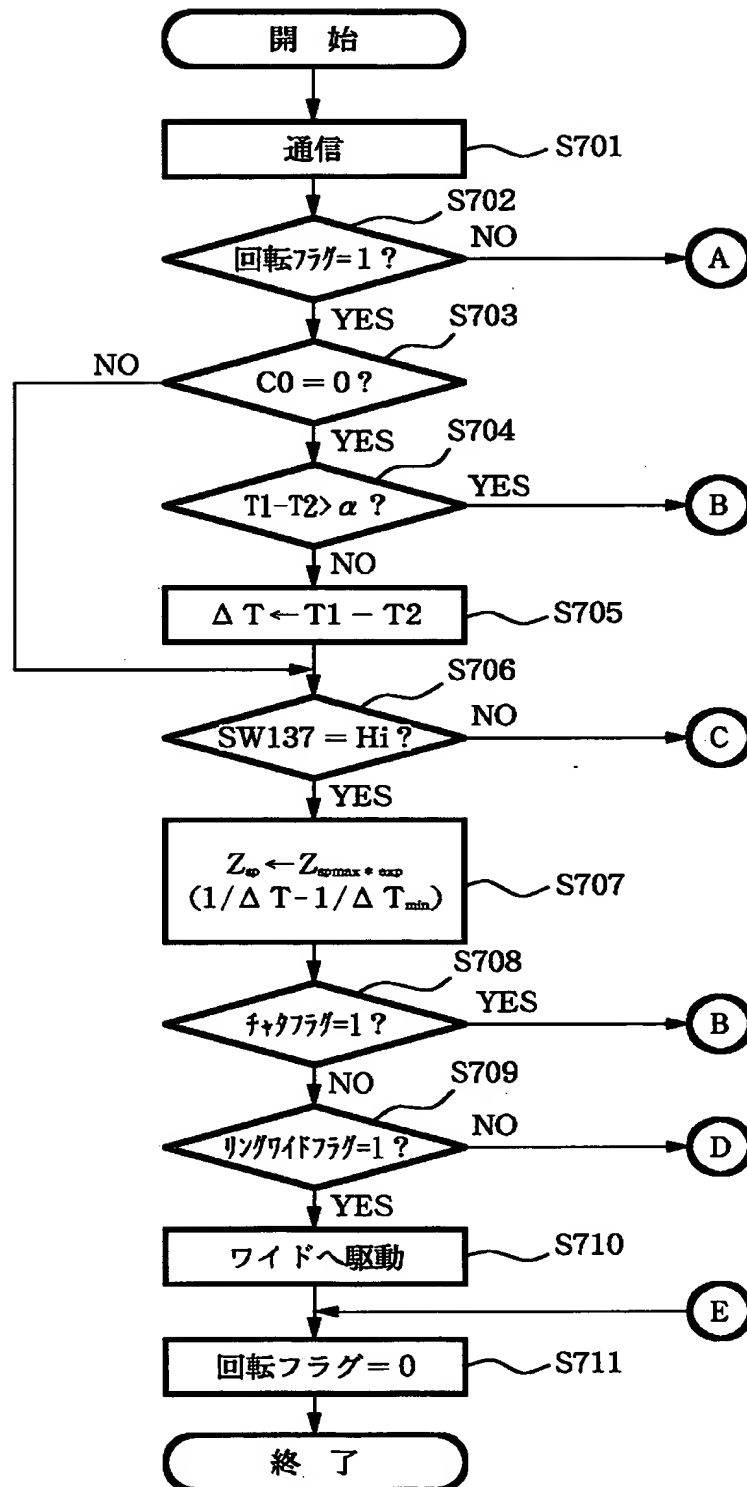 開 始
通信
S701
S702
回転フラグ=1?
NO
A
YES
S703
NO
C0=0?
YES
S704
T1-T2>α?
YES
B
NO
ΔT←T1-T2
S705
S706
SW137=Hi?
NO
C
YES
Zsp←Zspmax*exp
(1/ΔT-1/ΔTmin)
S707
S708
チャタフラグ=1?
YES
B
NO
S709
リングワイドフラグ=1?
NO
D
YES
ワイドへ駆動
S710
E
回転フラグ=0
S711
終 了